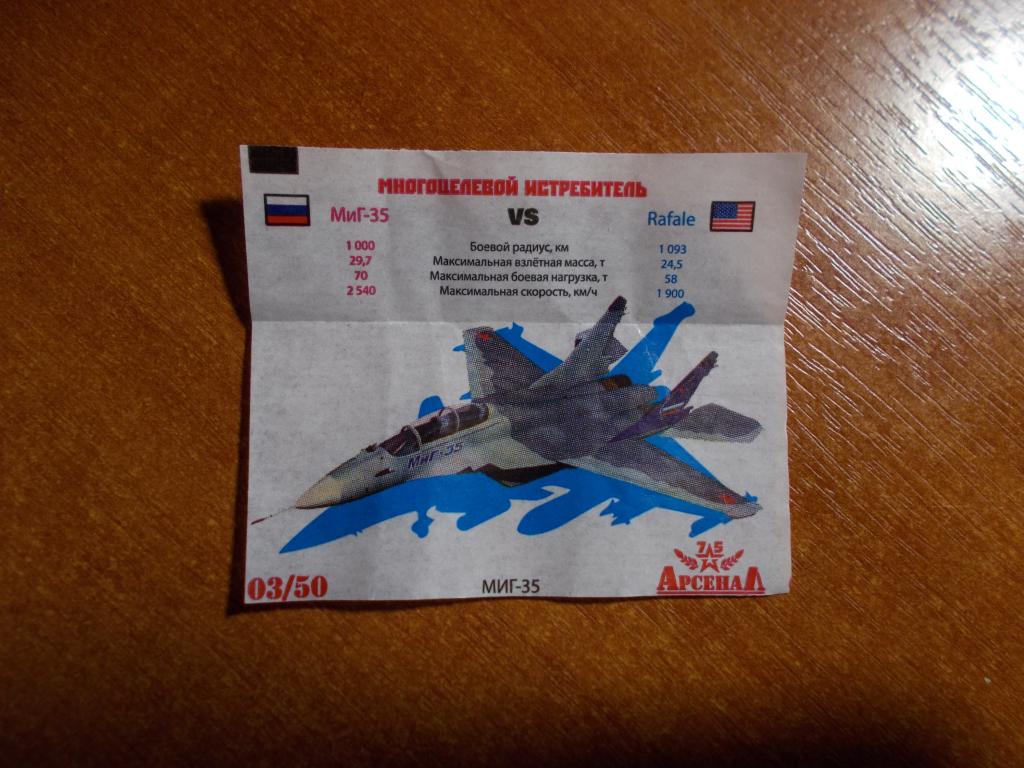 МНОГОЦЕЛЕВОЙ ИСТРЕБИТЕЛЬ
МиГ-35 VS Rafale
1 000 Боевой радиус, км 1 093
29,7 Максимальная взлётная масса, т 24,5
70 Максимальная боевая нагрузка, т 58
2 540 Максимальная скорость, км/ч 1 900
МиГ-35
75
03/50 МИГ-35 АРСЕНАЛ